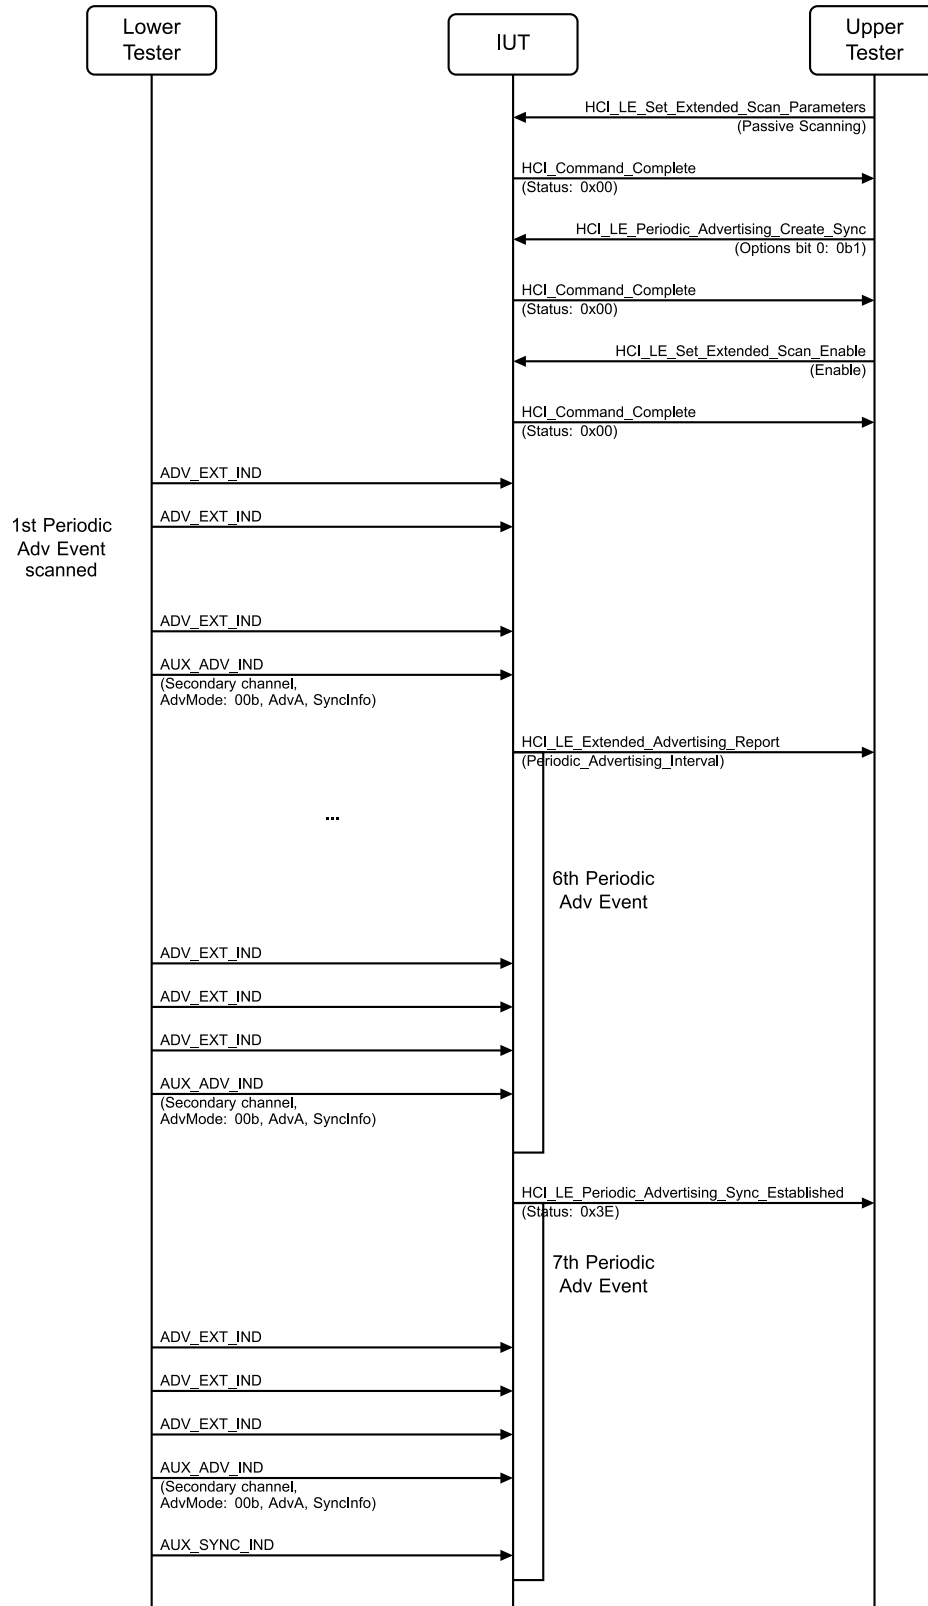 Lower
Tester
IUT
Upper
Tester
HCI_LE_Set_Extended_Scan_Parameters
(Passive Scanning)
HCI_Command_Complete
(Status: 0x00)
HCI_LE_Periodic_Advertising_Create_Sync
(Options bit 0: 0b1)
HCI_Command_Complete
(Status: 0x00)
HCI_LE_Set_Extended_Scan_Enable
(Enable)
HCI_Command_Complete
(Status: 0x00)
ADV_EXT_IND
ADV_EXT_IND
1st Periodic
Adv Event
scanned
ADV_EXT_IND
AUX_ADV_IND
(Secondary channel,
AdvMode: 00b, AdvA, SyncInfo)
HCI_LE_Extended_Advertising_Report
(Periodic_Advertising_Interval)
...
6th Periodic
Adv Event
ADV_EXT_IND
ADV_EXT_IND
ADV_EXT_IND
AUX_ADV_IND
(Secondary channel,
AdvMode: 00b, AdvA, SyncInfo)
HCI_LE_Periodic_Advertising_Sync_Established
(Status: 0x3E)
7th Periodic
Adv Event
ADV_EXT_IND
ADV_EXT_IND
ADV_EXT_IND
AUX_ADV_IND
(Secondary channel,
AdvMode: 00b, AdvA, SyncInfo)
AUX_SYNC_IND